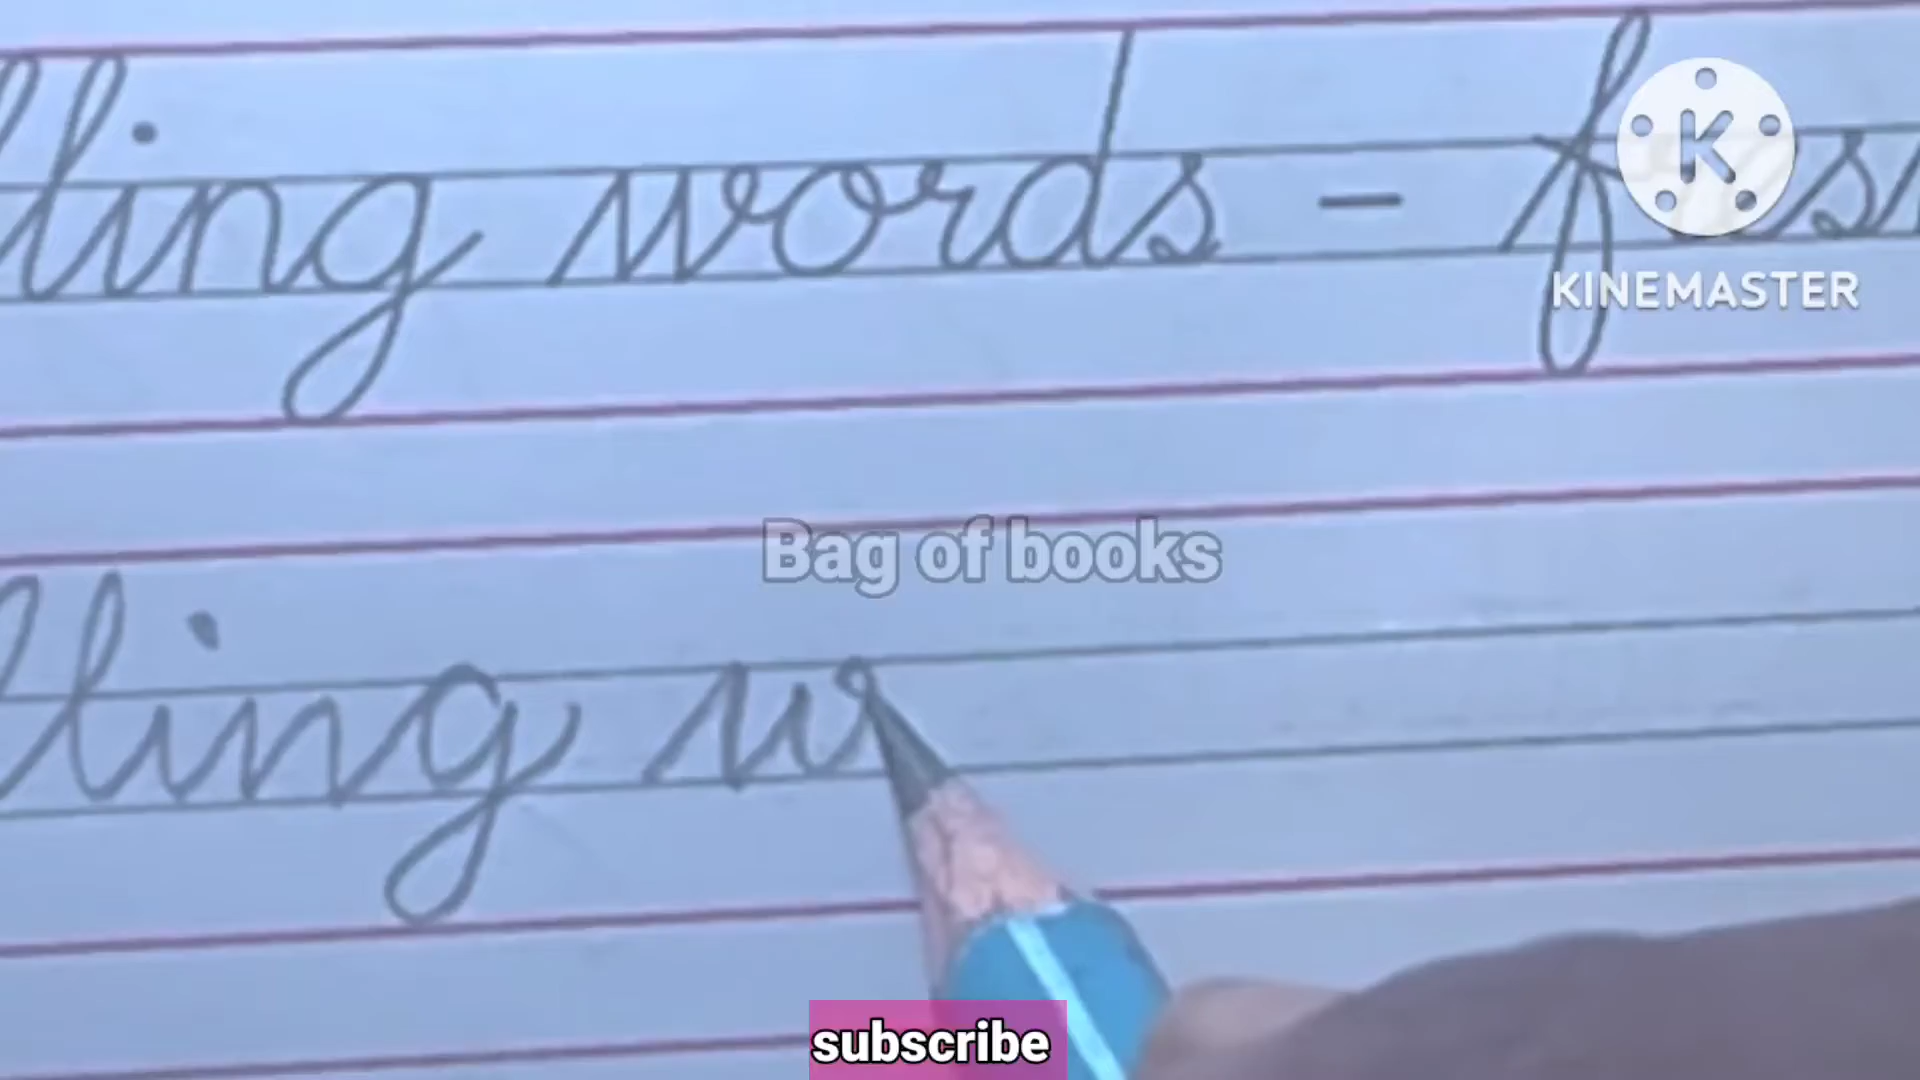 lling words -
KINEMASTER
Bag of books
lling w
subscribe